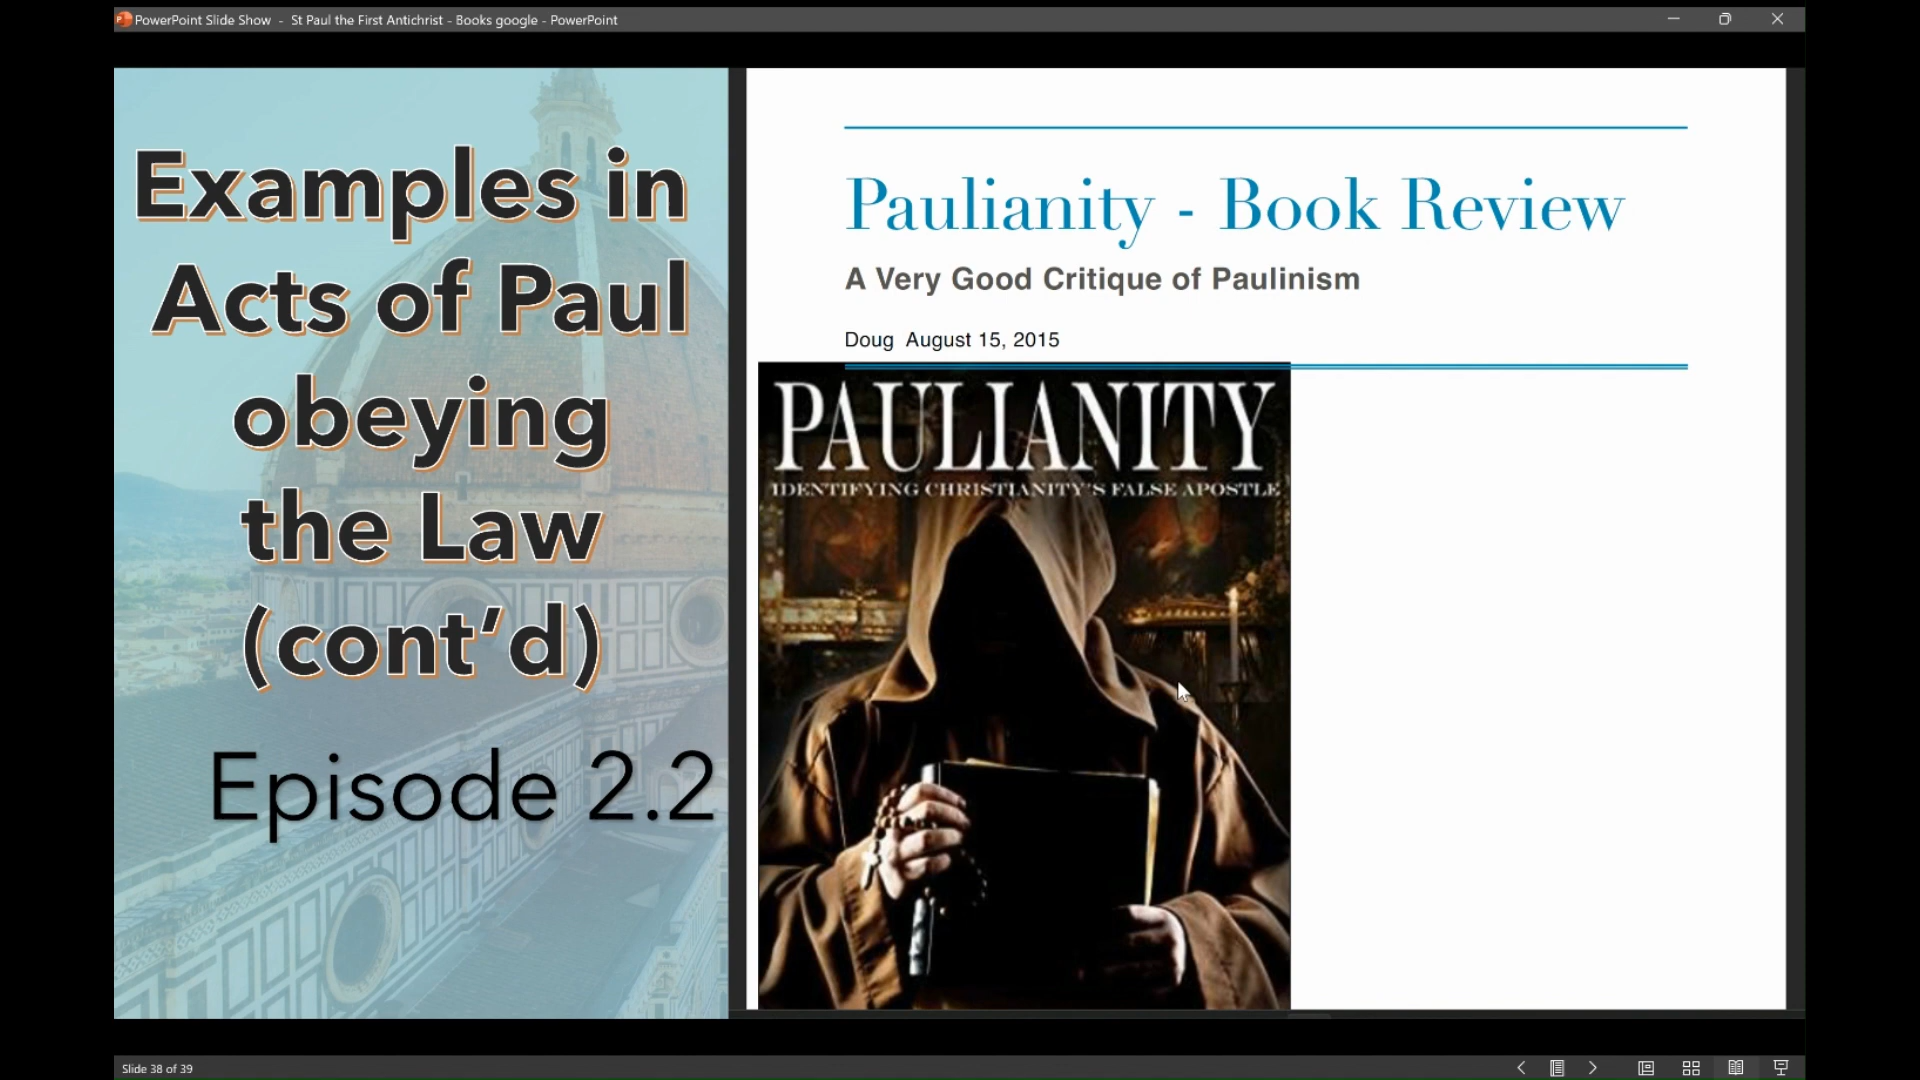 PowerPoint Slide Show - St Paul the First Antichrist - Books google - PowerPoint
Examples in
Acts of Paul
obeying
the Law
(cont’d)
Episode 2.2
Paulianity - Book Review
A Very Good Critique of Paulinism
Doug August 15, 2015
PAULIANITY
IDENTIFYING CHRISTIANITY'S FALSE APOSTLE
Slide 38 of 39